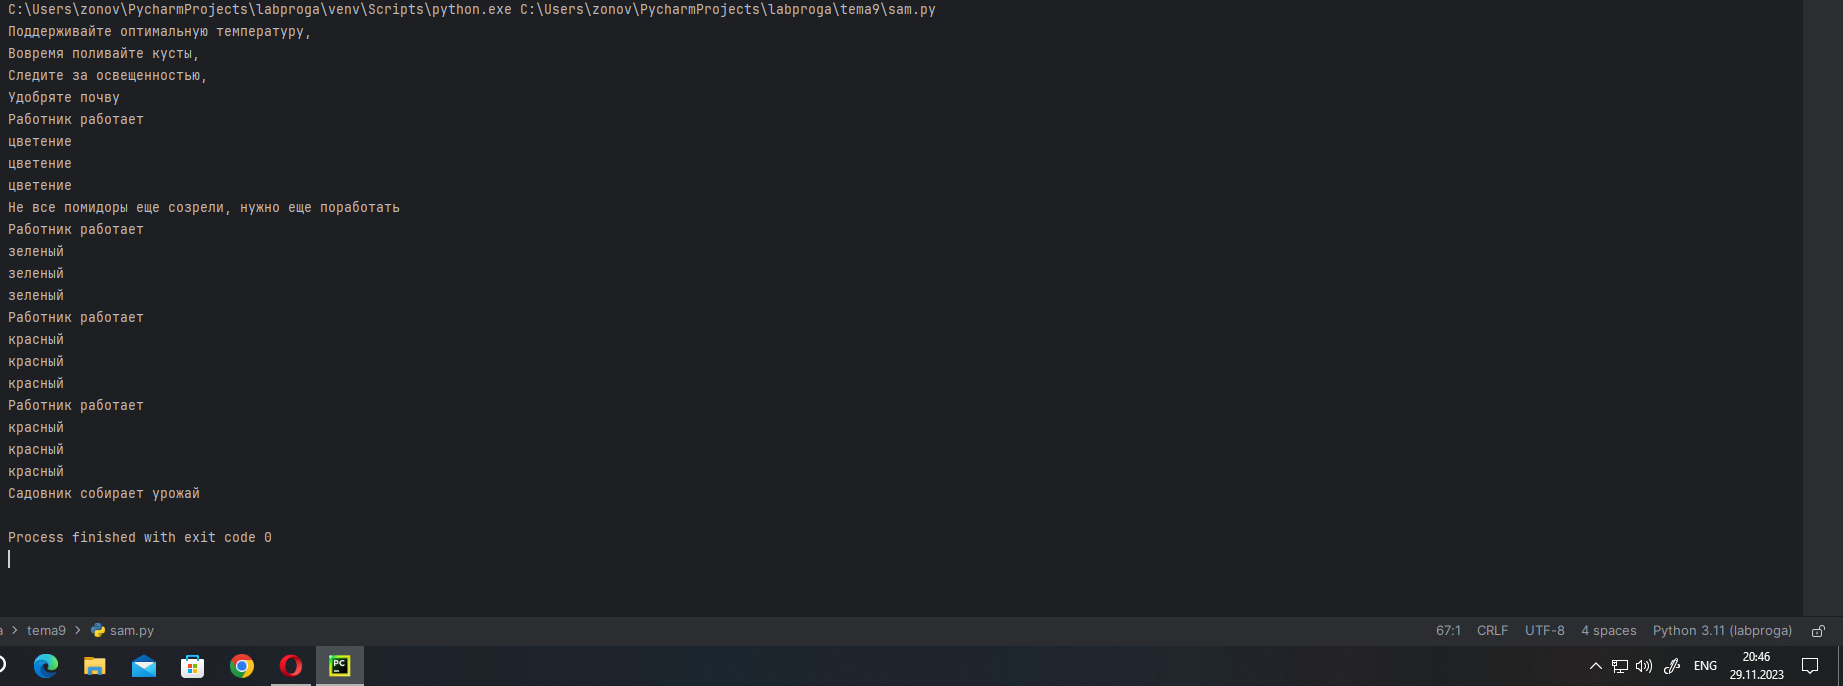 C:\Users\zonov\PycharmProjects\labproga\venv\Scripts\python.exe C:\Users\zonov\PycharmProjects\labproga\tema9\sam.py
Поддерживайте оптимальную температуру,
Вовремя поливайте кусты,
Следите за освещенностью,
Удобряте почву
Работник работает
цветение
цветение
цветение
Не все помидоры еще созрели, нужно еще поработать
Работник работает
зеленый
зеленый
зеленый
Работник работает
красный
красный
красный
Работник работает
красный
красный
красный
Садовник собирает урожай
Process finished with exit code 0
a > tema9 > sam.py 67:1 CRLF UTF-8 4 spaces Python 3.11 (labproga)
PC ENG 20:46
29.11.2023